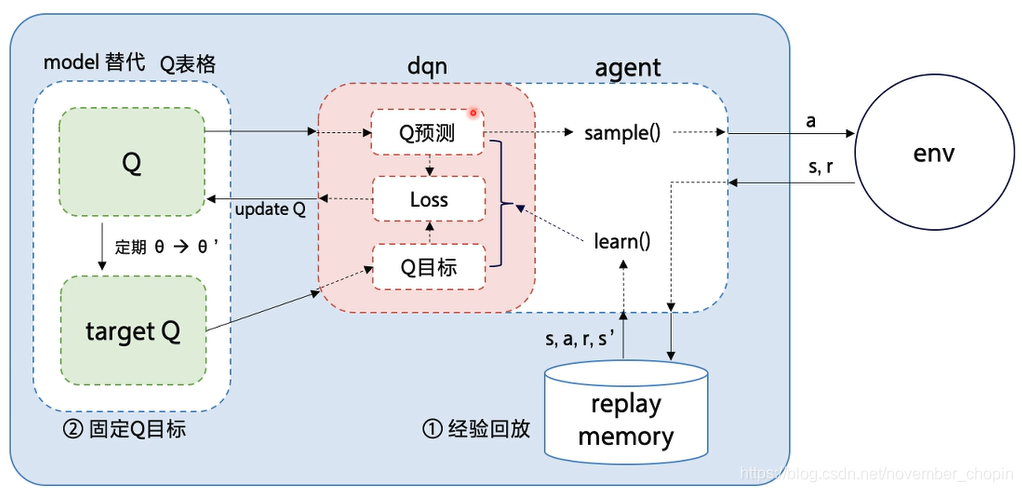 model 替代 Q表格
dqn
agent
Q
Q预测
sample()
a
env
s, r
Loss
update Q
定期 θ → θ’
learn()
Q目标
target Q
s, a, r, s’
replay
memory
② 固定Q目标
① 经验回放
https://blog.csdn.net/november_chopin